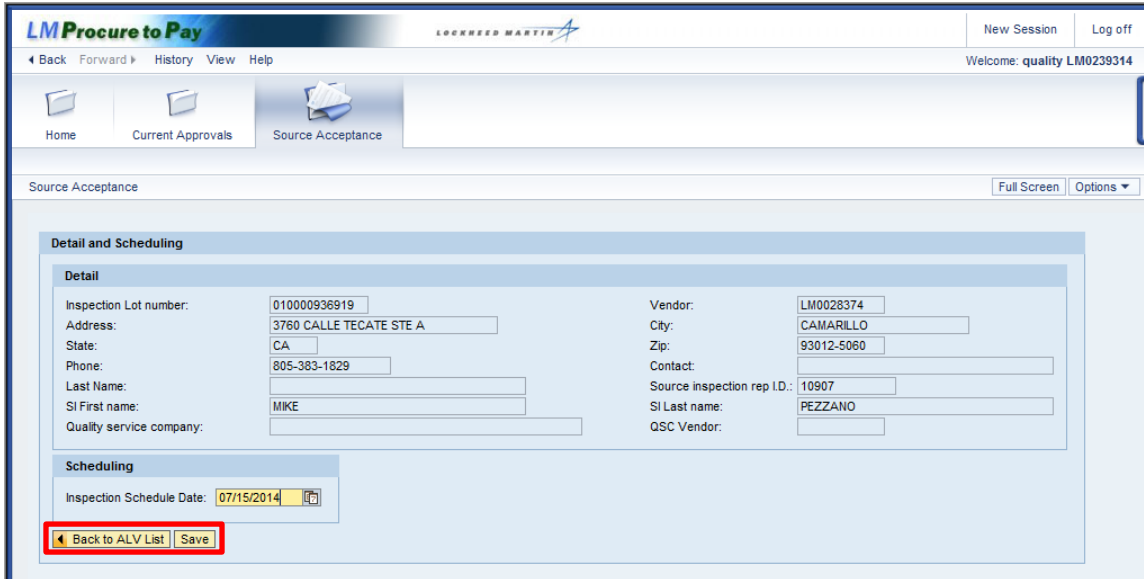 LM Procure to Pay LOCKHEED MARTIN New Session Log off
Back Forward History View Help Welcome: quality LM0239314
Home Current Approvals Source Acceptance
Source Acceptance Full Screen Options
Detail and Scheduling
Detail
Inspection Lot number: 010000936919 Vendor: LM0028374
Address: 3760 CALLE TECATE STE A City: CAMARILLO
State: CA Zip: 93012-5060
Phone: 805-383-1829 Contact:
Last Name: Source inspection rep I.D.: 10907
SI First name: MIKE SI Last name: PEZZANO
Quality service company: QSC Vendor:
Scheduling
Inspection Schedule Date: 07/15/2014
Back to ALV List Save